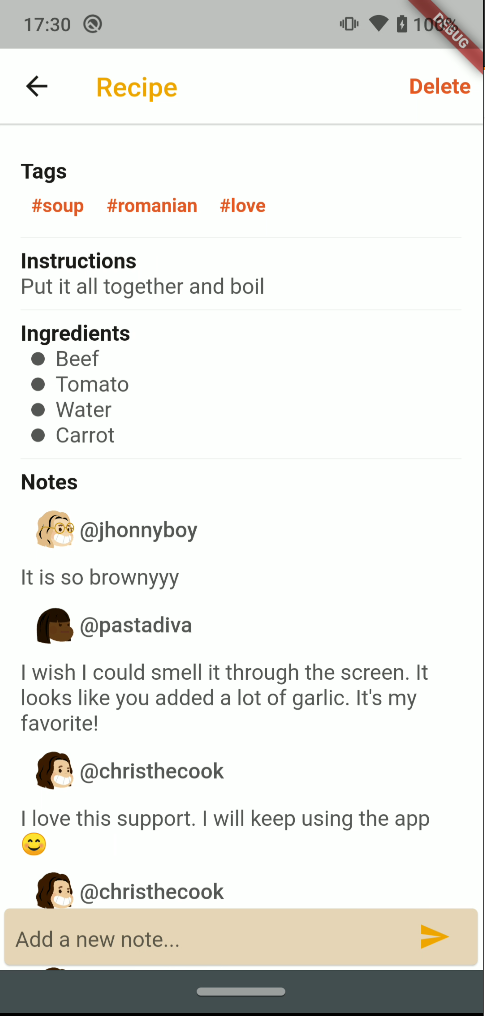 17:30
100%
DEBUG
Recipe
Delete
Tags
#soup #romanian #love
Instructions
Put it all together and boil
Ingredients
Beef
Tomato
Water
Carrot
Notes
@jhonnyboy
It is so brownyyy
@pastadiva
I wish I could smell it through the screen. It
looks like you added a lot of garlic. It's my
favorite!
@christhecook
I love this support. I will keep using the app
😊
@christhecook
Add a new note...